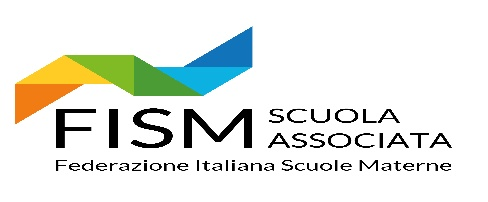 FISM SCUOLA
ASSOCIATA
Federazione Italiana Scuole Materne